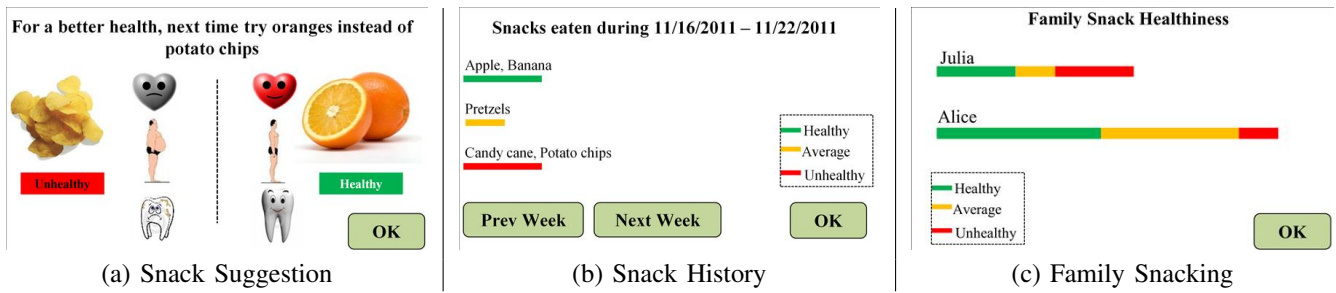 For a better health, next time try oranges instead of
potato chips
Unhealthy
Healthy
OK
(a) Snack Suggestion
Snacks eaten during 11/16/2011 – 11/22/2011
Apple, Banana
Pretzels
Candy cane, Potato chips
Healthy
Average
Unhealthy
Prev Week
Next Week
OK
(b) Snack History
Family Snack Healthiness
Julia
Alice
Healthy
Average
Unhealthy
OK
(c) Family Snacking